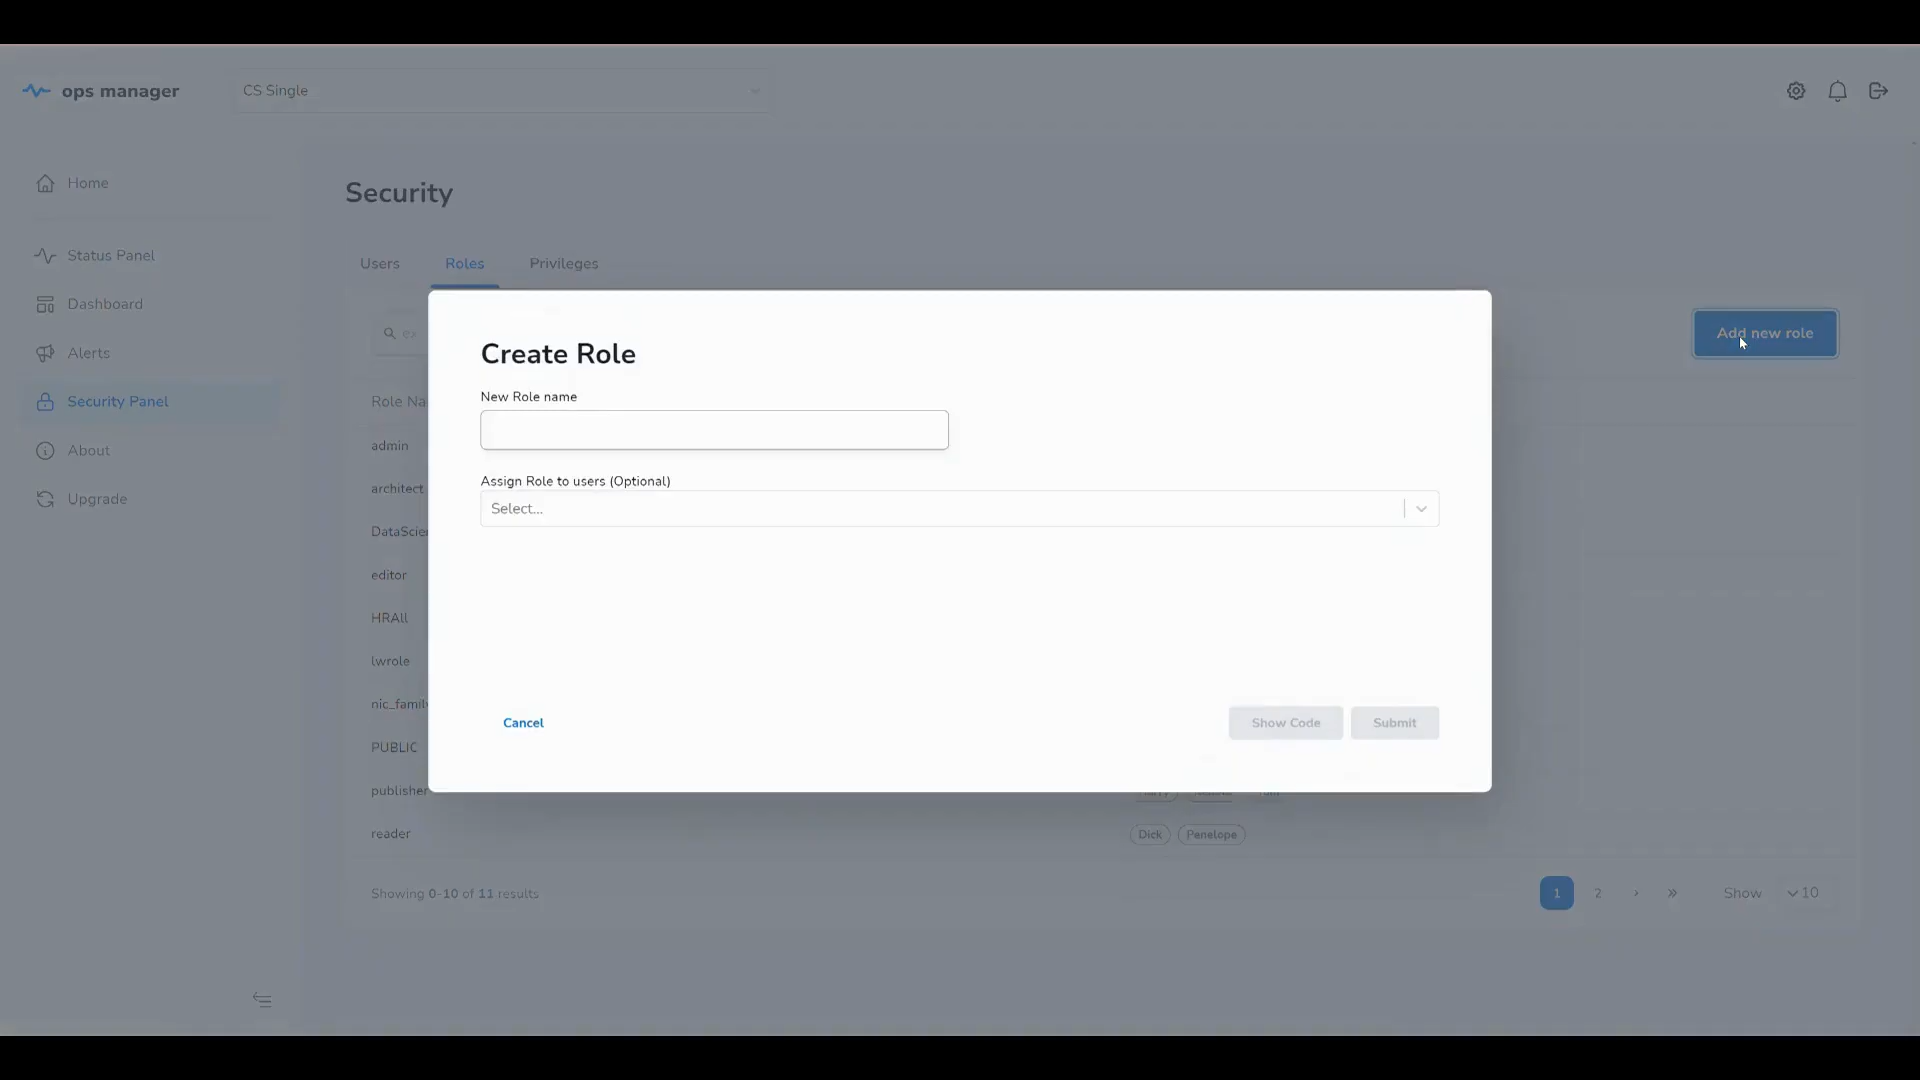 ops manager
CS Single
Home
Status Panel
Dashboard
Alerts
Security Panel
About
Upgrade
Security
Users Roles Privileges
ex
Add new role
Create Role
New Role name
Assign Role to users (Optional)
Select...
Cancel
Show Code Submit
Role Na
admin
architect
DataScien
editor
HRAll
lwrole
nic_family
PUBLIC
publisher
reader
Dick Penelope
Showing 0-10 of 11 results
1 2 › » Show 10